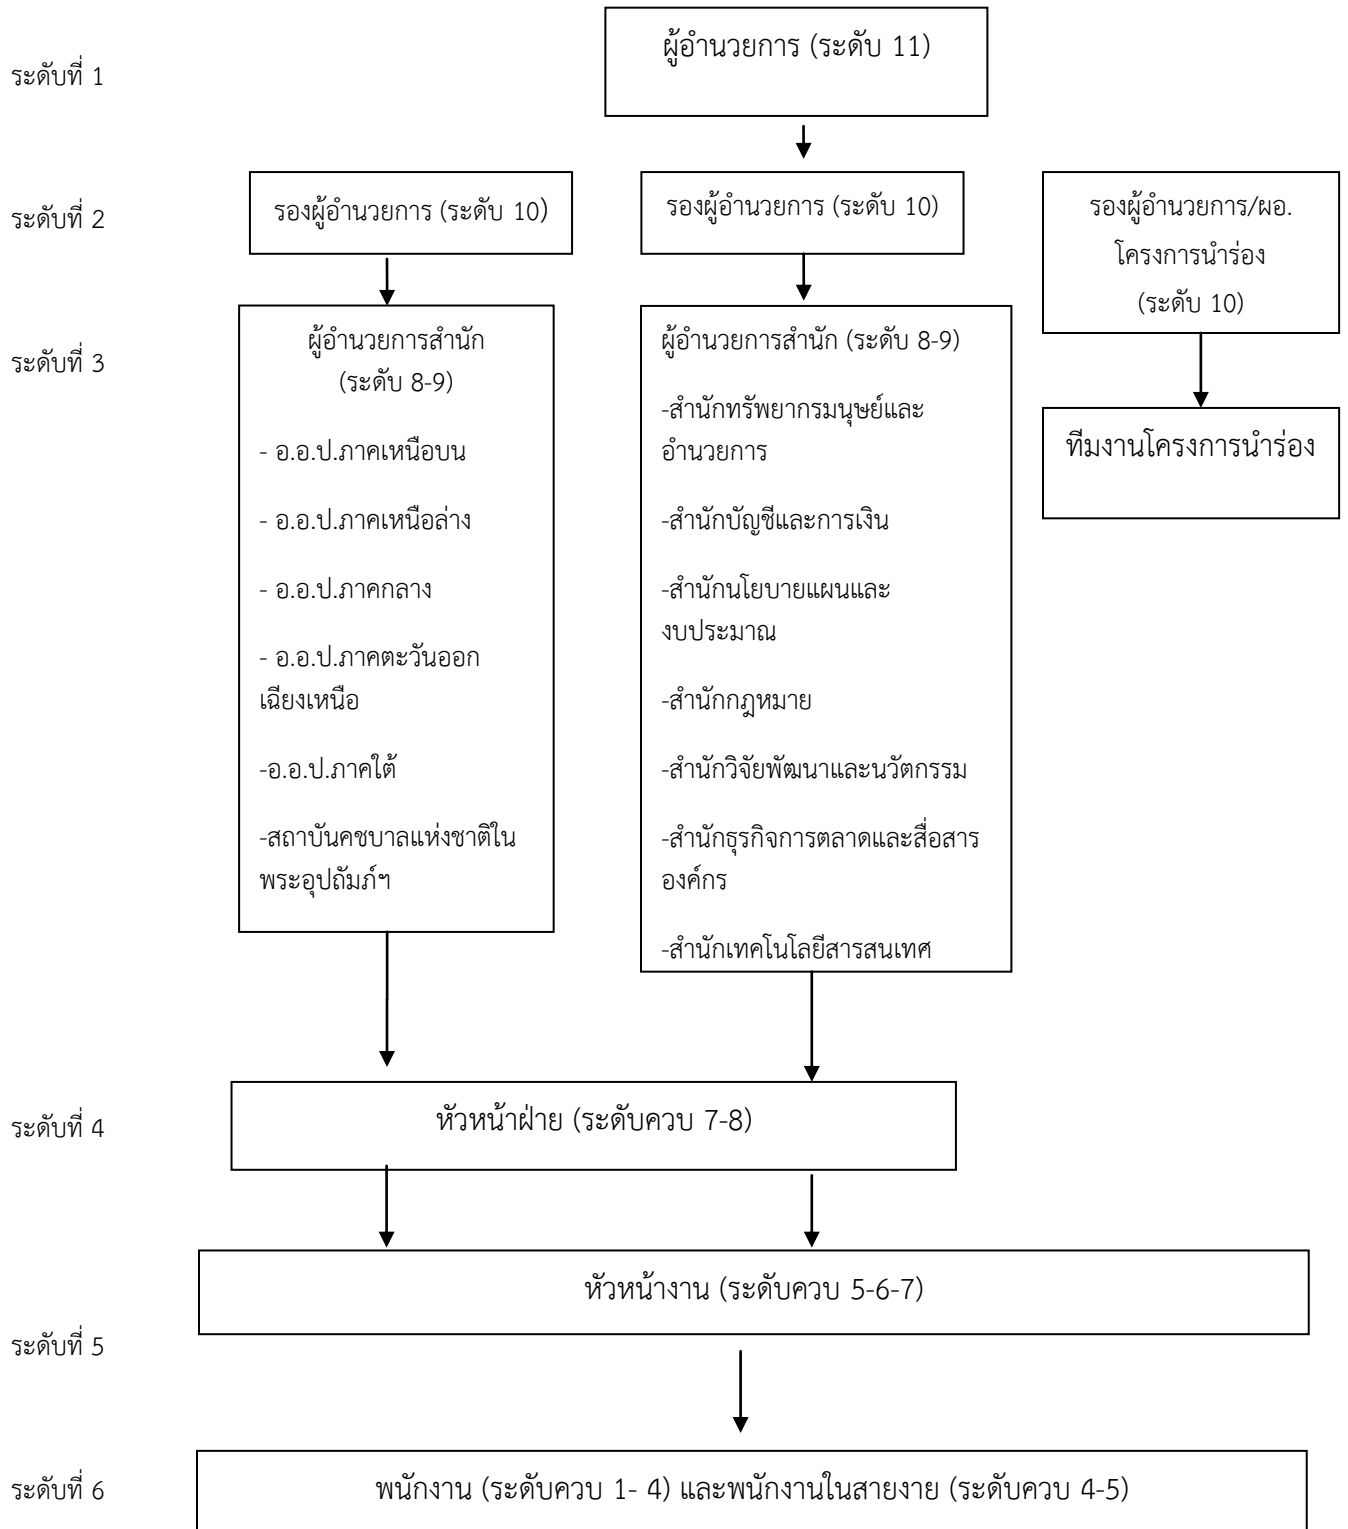 ผู้อำนวยการ (ระดับ 11)
ระดับที่ 1
รองผู้อำนวยการ (ระดับ 10)
รองผู้อำนวยการ (ระดับ 10)
รองผู้อำนวยการ/ผอ.
โครงการนำร่อง
(ระดับ 10)
ระดับที่ 2
ผู้อำนวยการสำนัก
(ระดับ 8-9)
- อ.อ.ป.ภาคเหนือบน
- อ.อ.ป.ภาคเหนือล่าง
- อ.อ.ป.ภาคกลาง
- อ.อ.ป.ภาคตะวันออก
เฉียงเหนือ
-อ.อ.ป.ภาคใต้
-สถาบันคชบาลแห่งชาติใน
พระอุปถัมภ์ฯ
ผู้อำนวยการสำนัก (ระดับ 8-9)
-สำนักทรัพยากรมนุษย์และ
อำนวยการ
-สำนักบัญชีและการเงิน
-สำนักนโยบายแผนและ
งบประมาณ
-สำนักกฎหมาย
-สำนักวิจัยพัฒนาและนวัตกรรม
-สำนักธุรกิจการตลาดและสื่อสาร
องค์กร
-สำนักเทคโนโลยีสารสนเทศ
ระดับที่ 3
ทีมงานโครงการนำร่อง
หัวหน้าฝ่าย (ระดับควบ 7-8)
ระดับที่ 4
หัวหน้างาน (ระดับควบ 5-6-7)
ระดับที่ 5
พนักงาน (ระดับควบ 1- 4) และพนักงานในสายงาย (ระดับควบ 4-5)
ระดับที่ 6